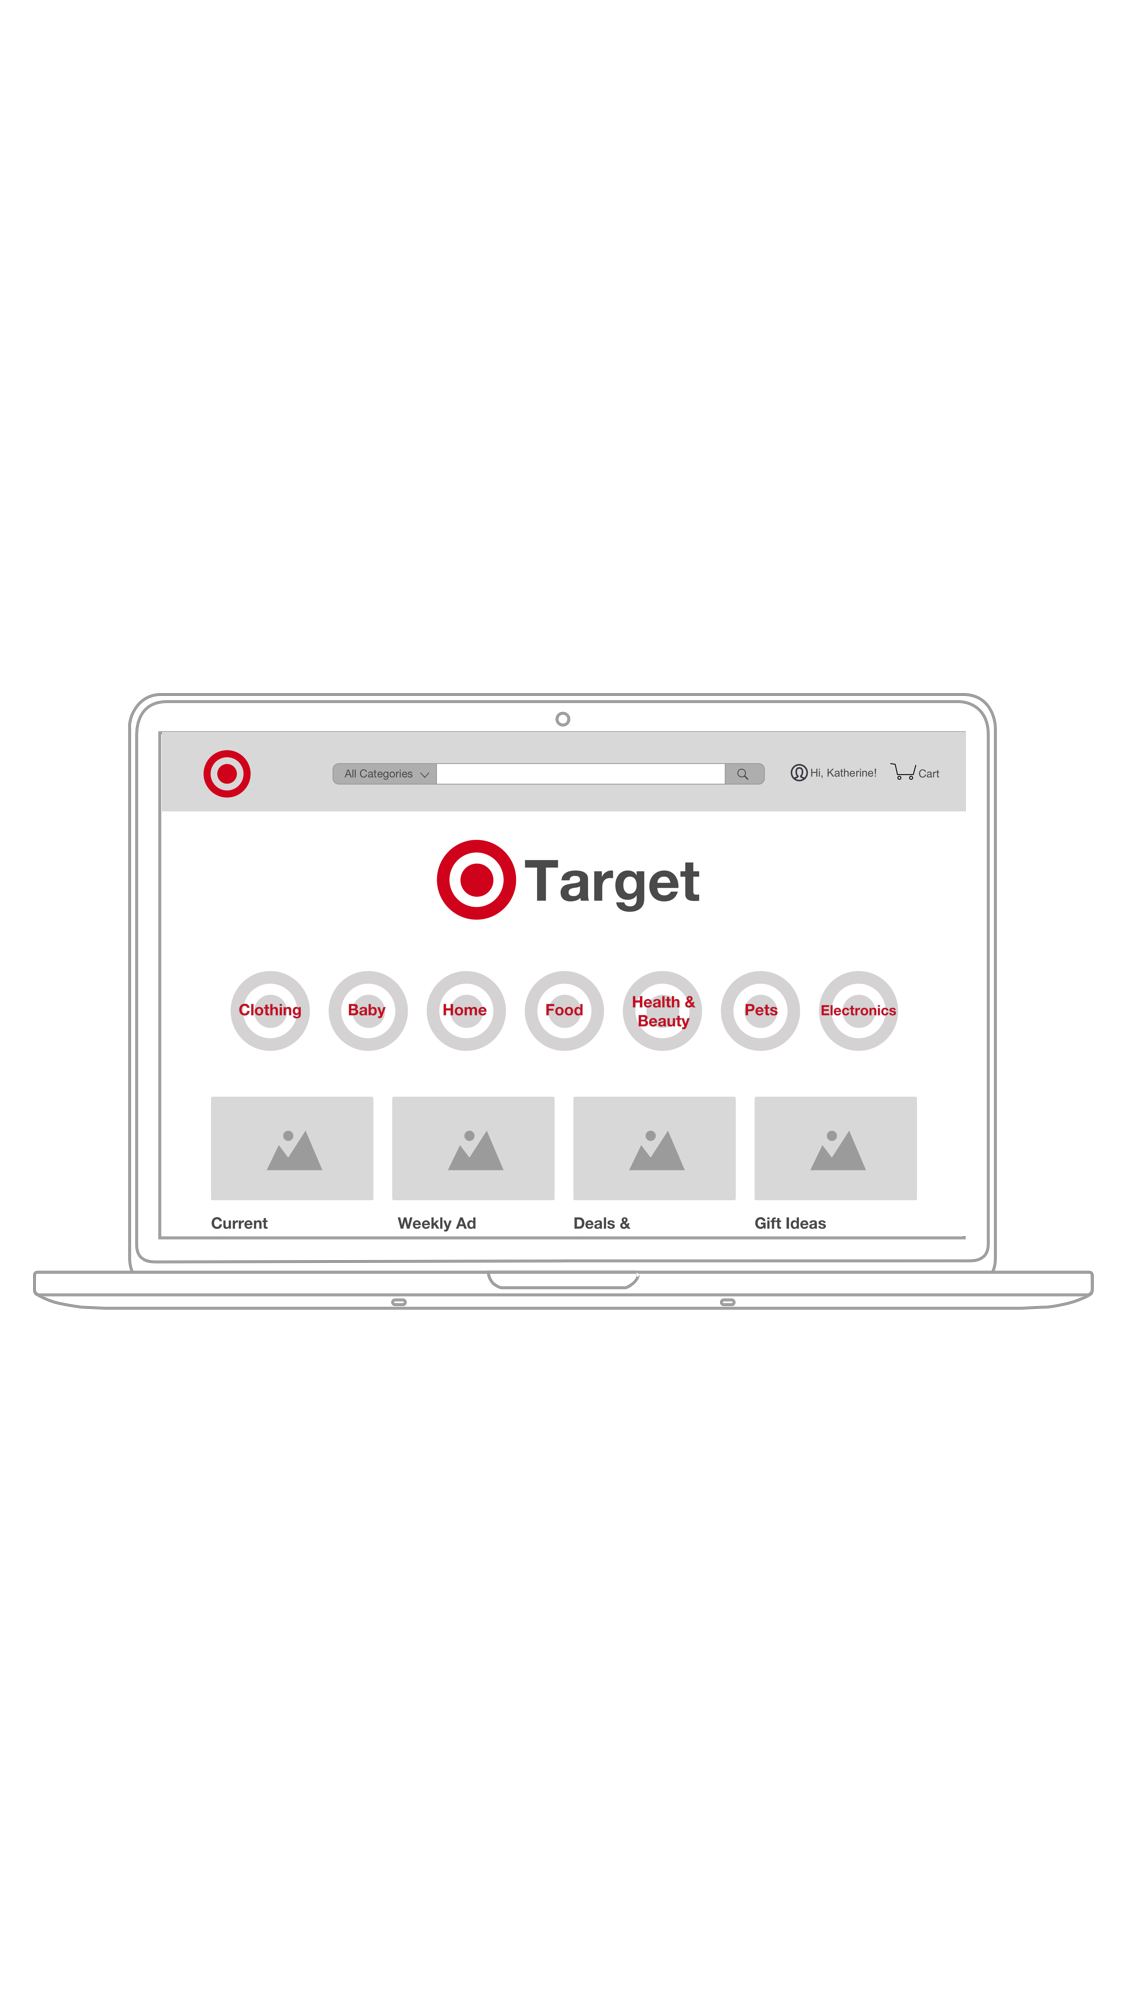 All Categories
Hi, Katherine!
Cart
Target
Clothing
Baby
Home
Food
Health &
Beauty
Pets
Electronics
Current
Weekly Ad
Deals &
Gift Ideas